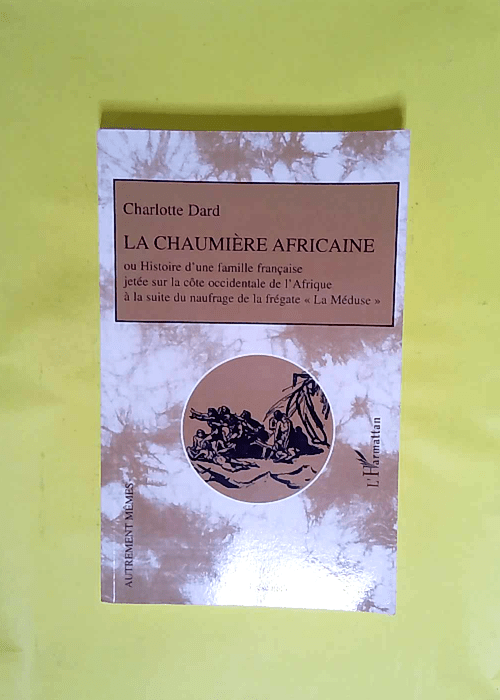 Charlotte Dard
LA CHAUMIÈRE AFRICAINE
ou Histoire d'une famille française
jetée sur la côte occidentale de l'Afrique
à la suite du naufrage de la frégate « La Méduse »
L'Harmattan
AUTREMENT MÊMES